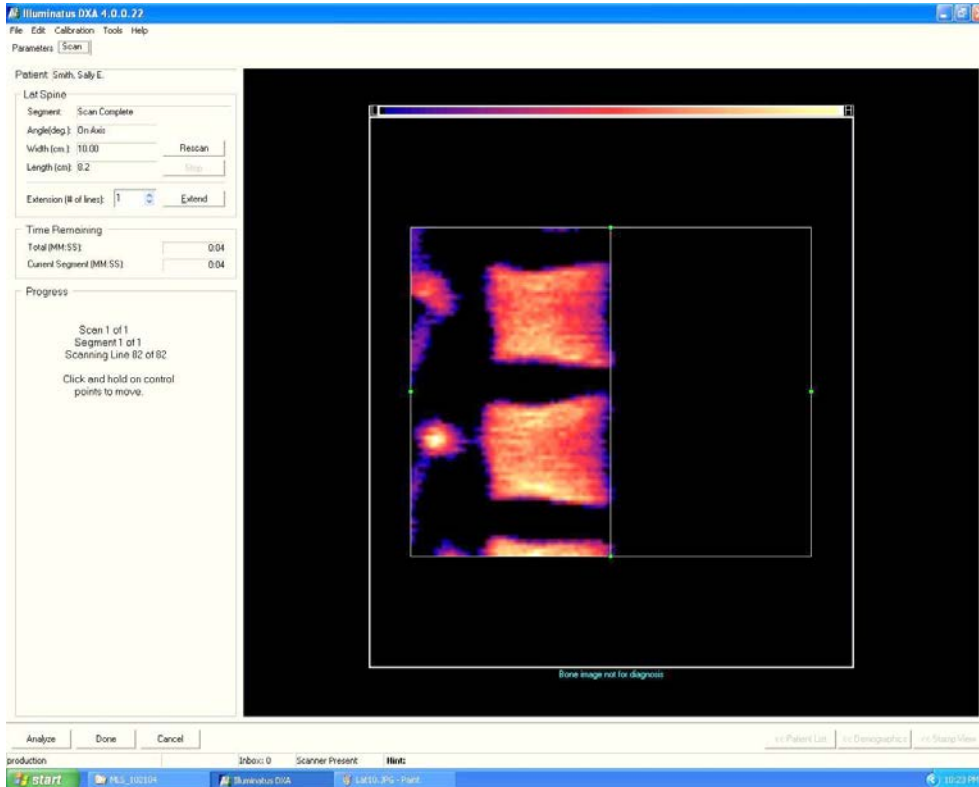 Illuminatus DXA 4.0.0.22
File Edit Calibration Tools Help
Parameters Scan
Patient: Smith, Sally E.
Lat Spine
Segment: Scan Complete
Angle(deg.): On Axis
Width (cm.): 10.00 Rescan
Length (cm): 8.2 Stop
Extension (# of lines): 1 Extend
Time Remaining
Total (MM:SS): 0:04
Current Segment (MM:SS): 0:04
Progress
Scan 1 of 1
Segment 1 of 1
Scanning Line 82 of 82
Click and hold on control
points to move.
L H
Bone image not for diagnosis
Analyze Done Cancel << Patient List << Demographics << Stamp View
production Inbox: 0 Scanner Present Hint:
start MLS_102104 Illuminatus DXA Lat10.JPG - Paint 10:23 PM